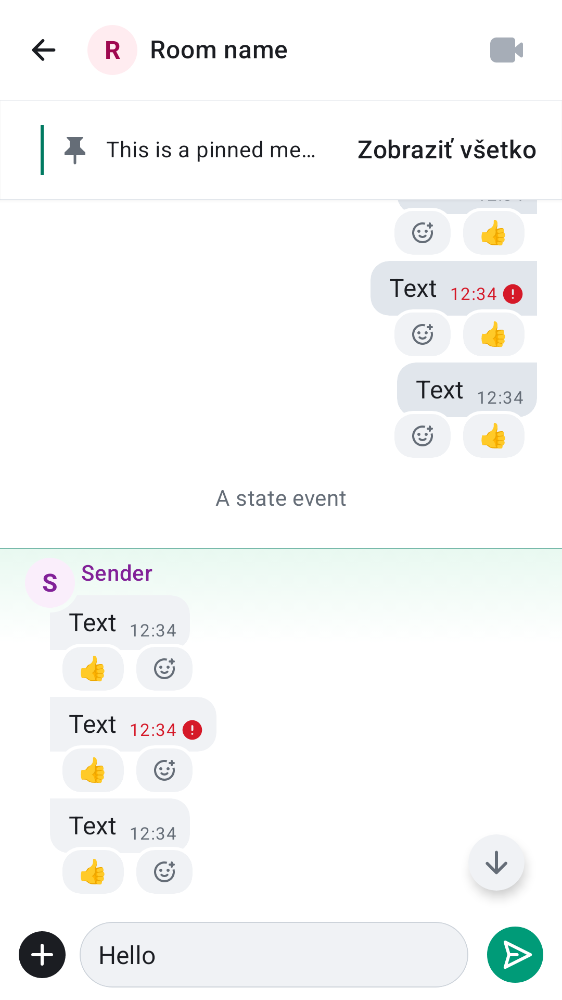 R Room name
This is a pinned me... Zobraziť všetko
Text 12:34
Text 12:34
A state event
S Sender
Text 12:34
Text 12:34
Text 12:34
Hello